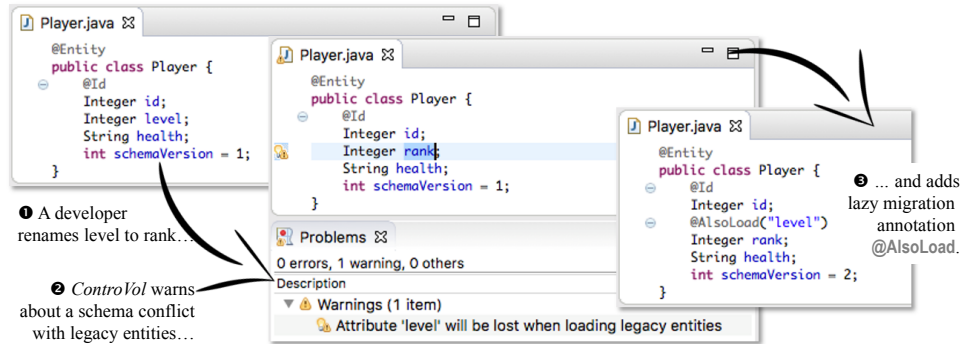 Player.java
@Entity
public class Player {
@Id
Integer id;
Integer level;
String health;
int schemaVersion = 1;
}
❶ A developer
renames level to rank…
Player.java
@Entity
public class Player {
@Id
Integer id;
Integer rank;
String health;
int schemaVersion = 1;
}
Problems
0 errors, 1 warning, 0 others
Description
Warnings (1 item)
Attribute 'level' will be lost when loading legacy entities
❷ ControVol warns
about a schema conflict
with legacy entities…
Player.java
@Entity
public class Player {
@Id
Integer id;
@AlsoLoad("level")
Integer rank;
String health;
int schemaVersion = 2;
}
❸ … and adds
lazy migration
annotation
@AlsoLoad.